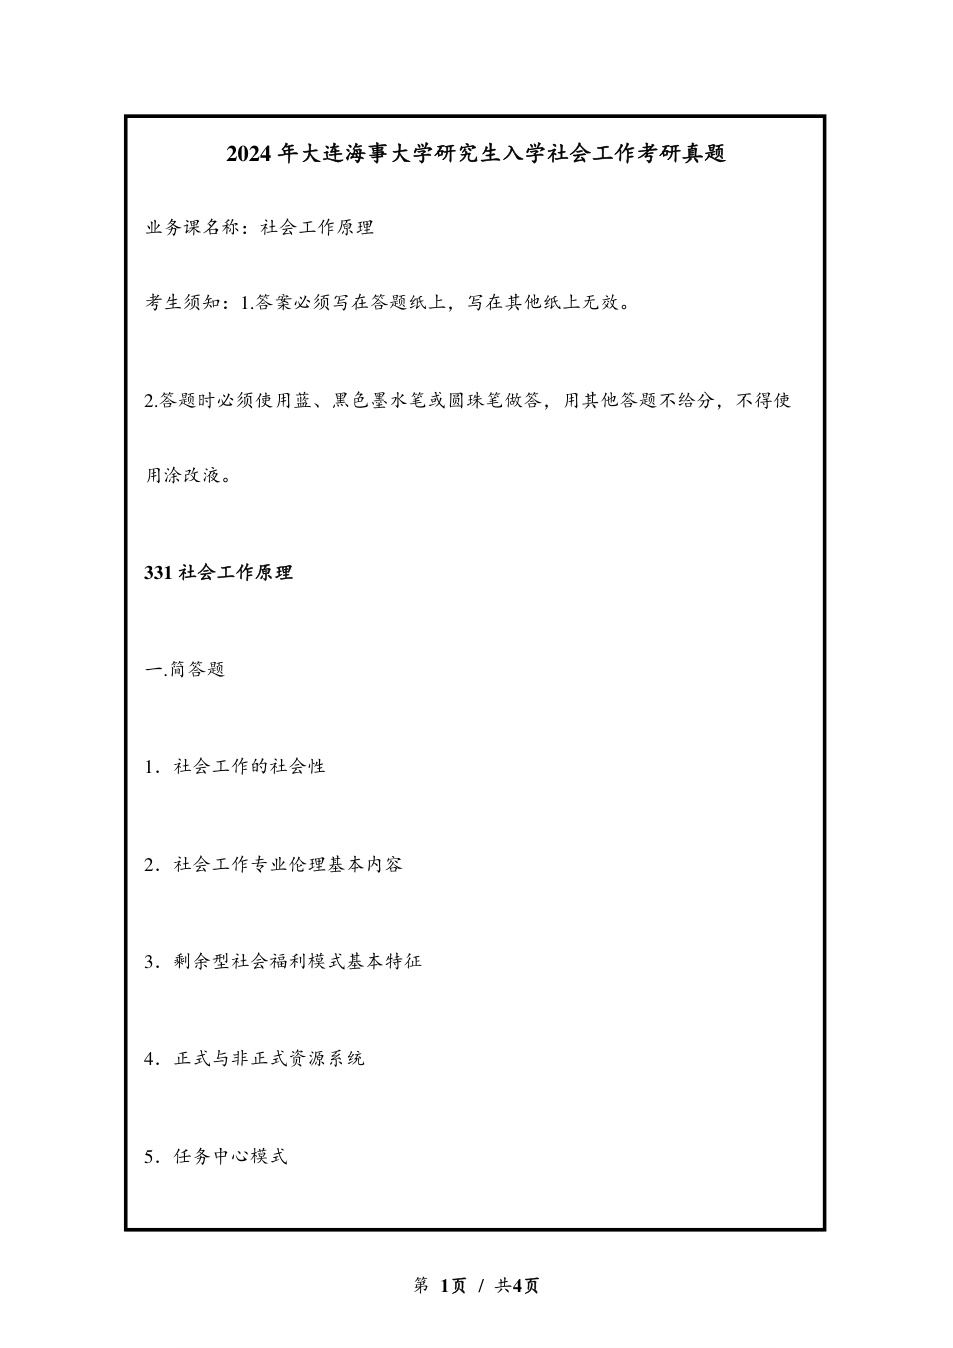 2024 年大连海事大学研究生入学社会工作考研真题
业务课名称：社会工作原理
考生须知：1.答案必须写在答题纸上，写在其他纸上无效。
2.答题时必须使用蓝、黑色墨水笔或圆珠笔做答，用其他答题不给分，不得使
用涂改液。
331 社会工作原理
一.简答题
1．社会工作的社会性
2．社会工作专业伦理基本内容
3．剩余型社会福利模式基本特征
4．正式与非正式资源系统
5．任务中心模式
第 1页 / 共4页